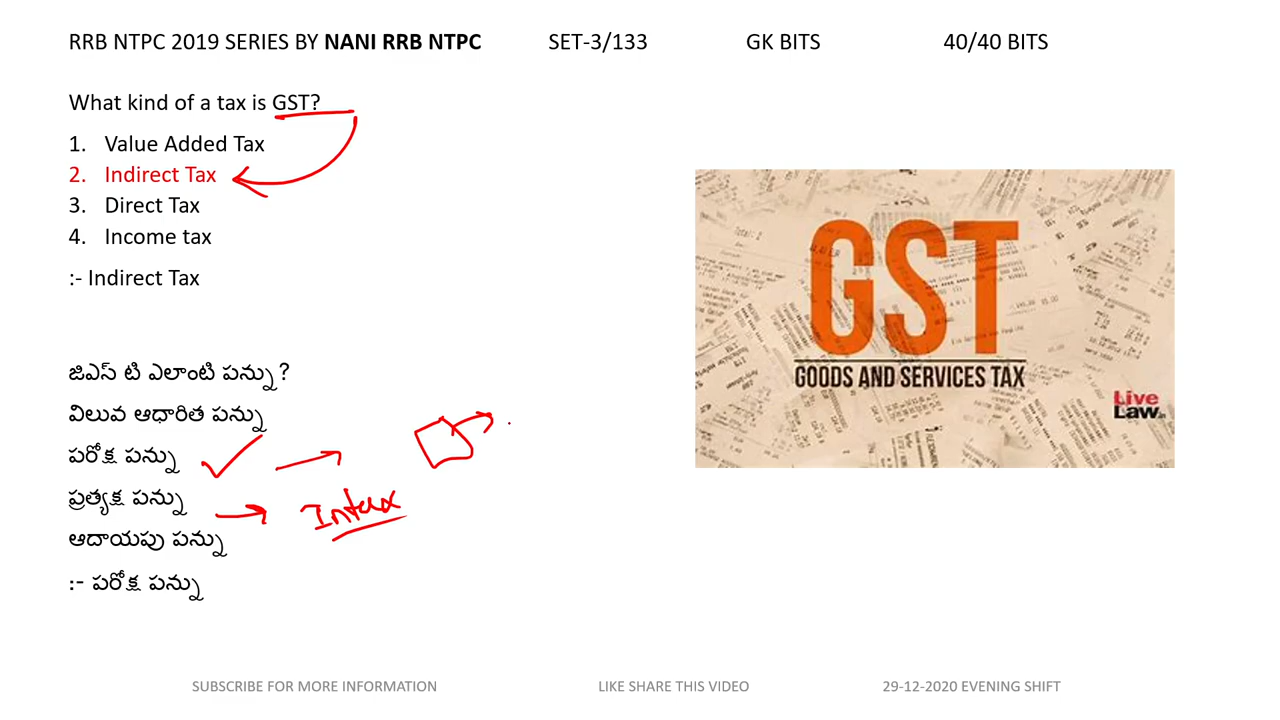 RRB NTPC 2019 SERIES BY NANI RRB NTPC SET-3/133 GK BITS 40/40 BITS
What kind of a tax is GST?
1. Value Added Tax
2. Indirect Tax
3. Direct Tax
4. Income tax
:- Indirect Tax
GST
GOODS AND SERVICES TAX
Live
Law
జిఎస్ టి ఎలాంటి పన్ను?
విలువ ఆధారిత పన్ను
పరోక్ష పన్ను
ప్రత్యక్ష పన్ను
Intax
ఆదాయపు పన్ను
:- పరోక్ష పన్ను
SUBSCRIBE FOR MORE INFORMATION LIKE SHARE THIS VIDEO 29-12-2020 EVENING SHIFT